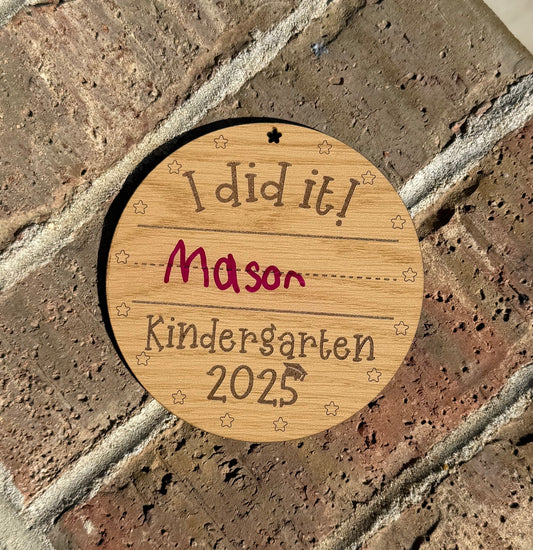 I did it!
Mason
Kindergarten
2025